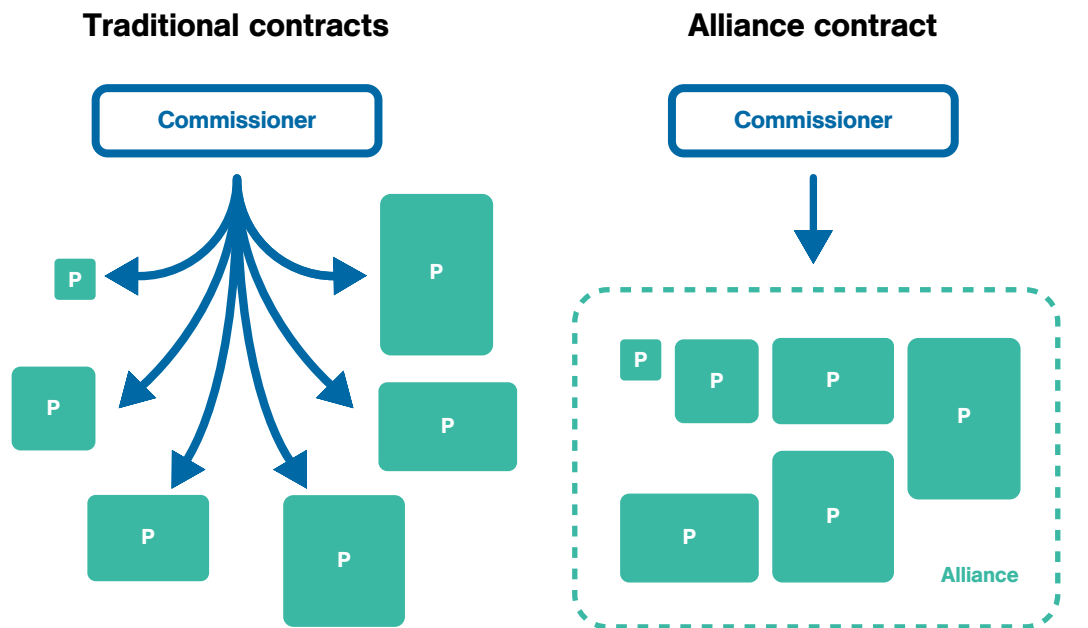 Traditional contracts
Commissioner
P
P
P
P
P
P
Alliance contract
Commissioner
P
P
P
P
P
P
Alliance